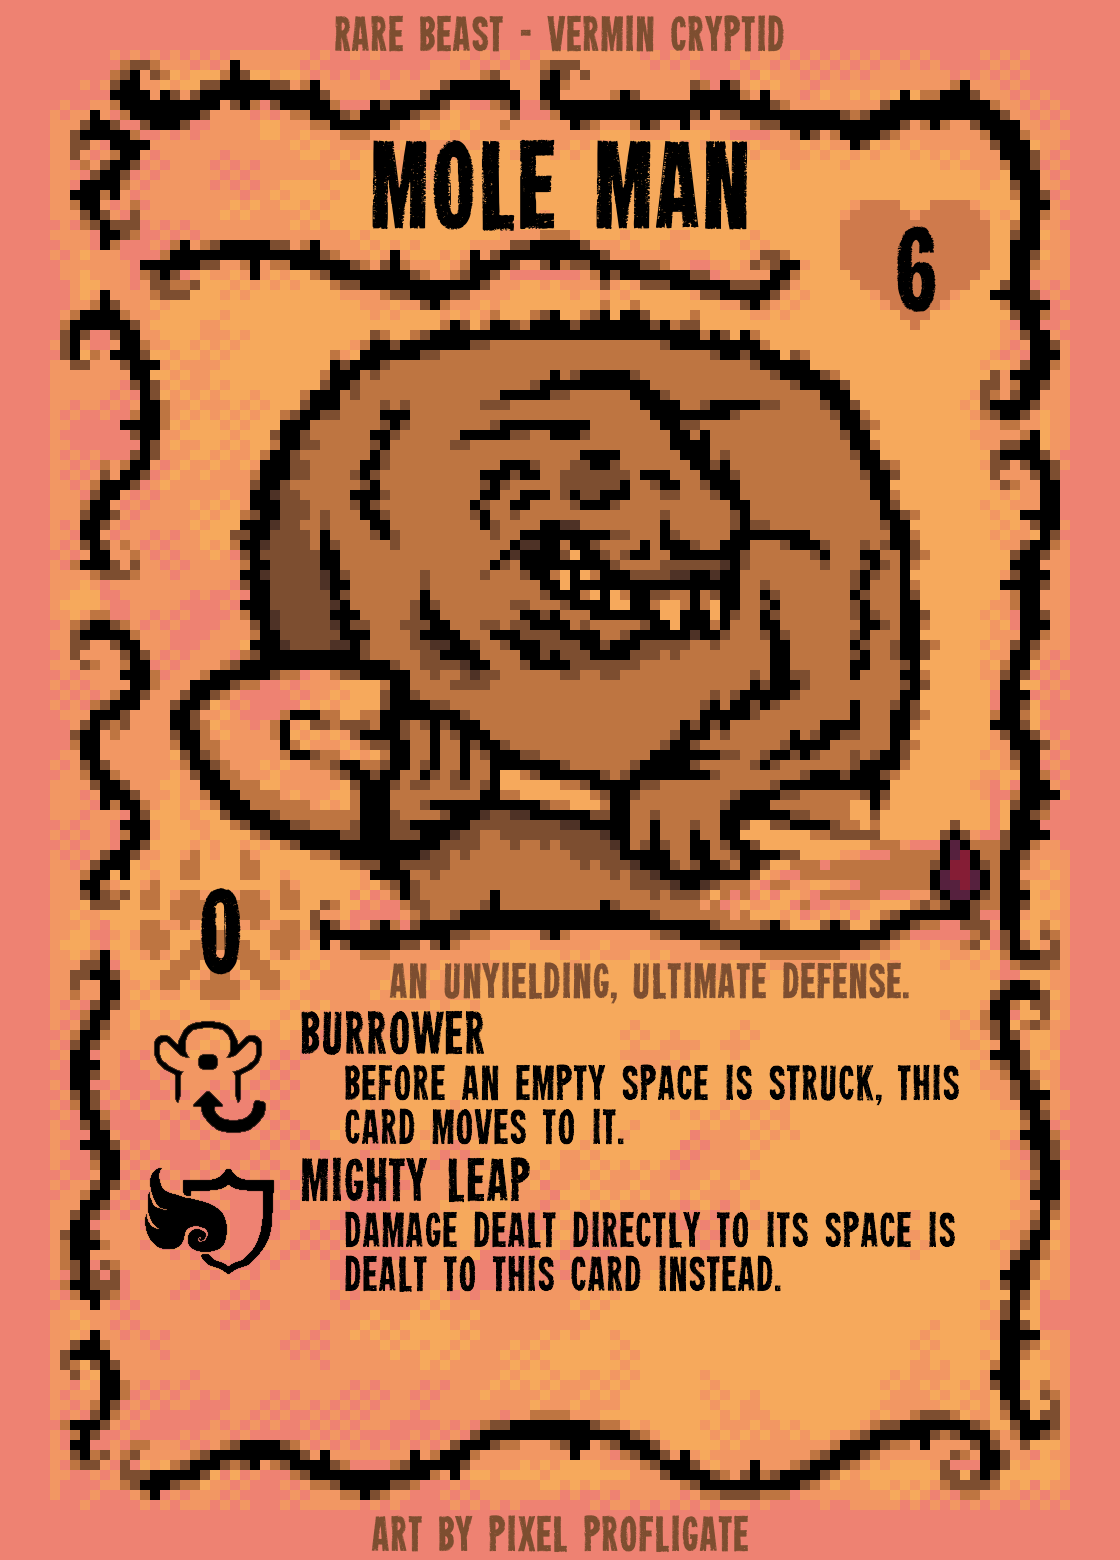 RARE BEAST - VERMIN CRYPTID
MOLE MAN
6
0
AN UNYIELDING, ULTIMATE DEFENSE.
BURROWER
BEFORE AN EMPTY SPACE IS STRUCK, THIS
CARD MOVES TO IT.
MIGHTY LEAP
DAMAGE DEALT DIRECTLY TO ITS SPACE IS
DEALT TO THIS CARD INSTEAD.
ART BY PIXEL PROFLIGATE